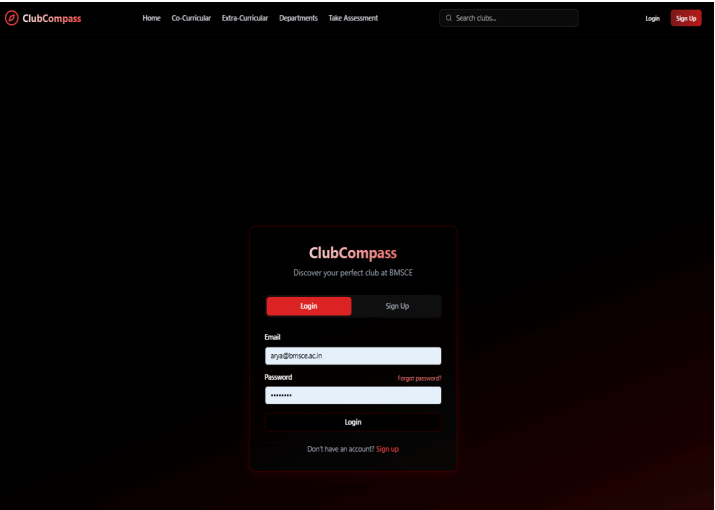 ClubCompass Home Co-Curricular Extra-Curricular Departments Take Assessment Search clubs... Login Sign Up
ClubCompass
Discover your perfect club at BMSCE
Login Sign Up
Email
arya@bmsce.ac.in
Password Forgot password?
••••••••
Login
Don't have an account? Sign up